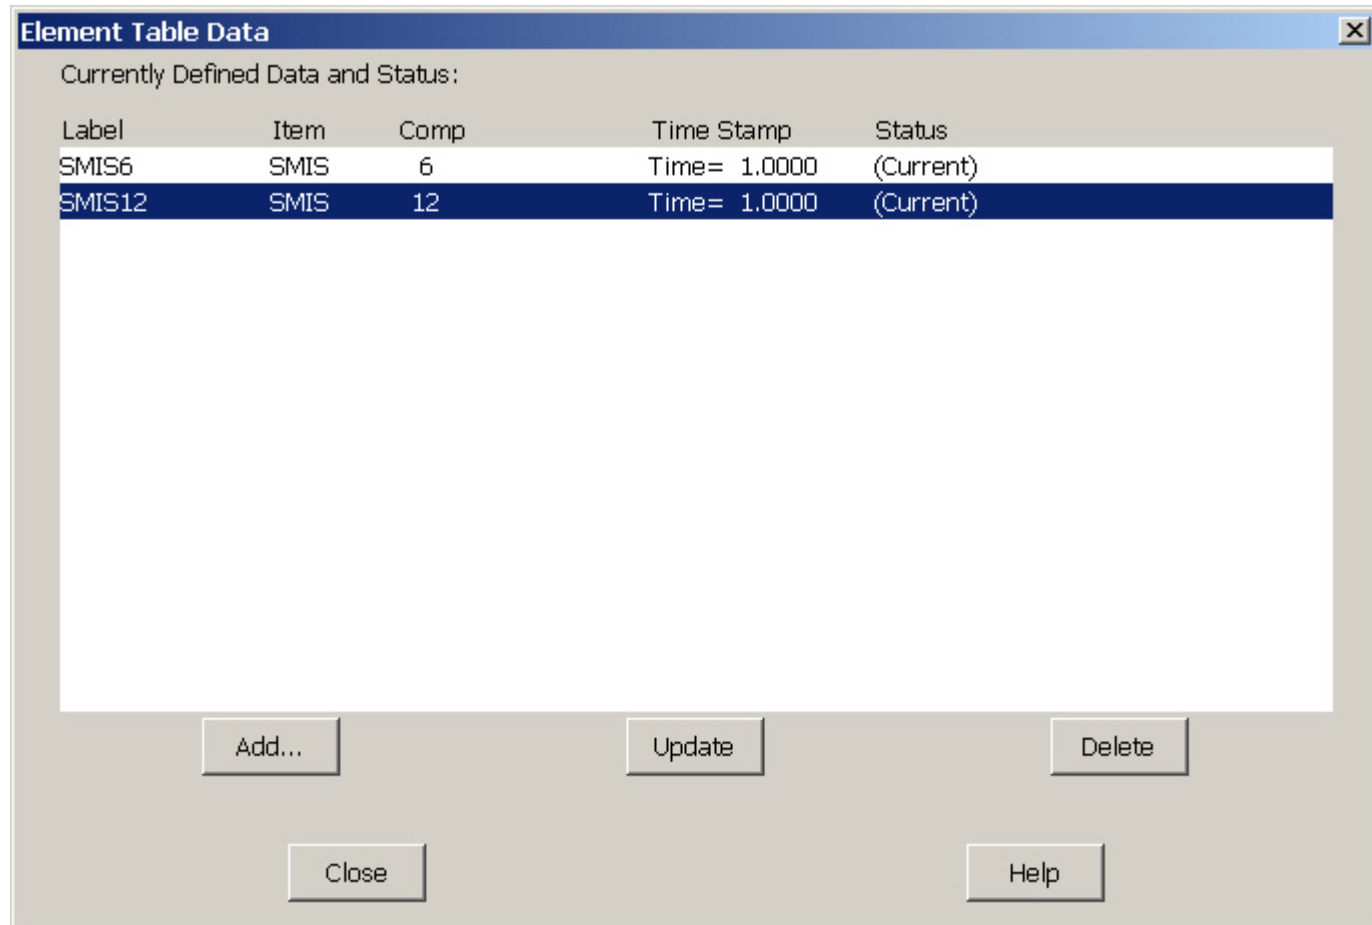 Element Table Data
Currently Defined Data and Status:
Label Item Comp Time Stamp Status
SMIS6 SMIS 6 Time= 1.0000 (Current)
SMIS12 SMIS 12 Time= 1.0000 (Current)
Add... Update Delete
Close Help